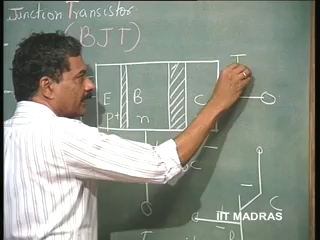 Junction Transistor
(BJT)
I
E B C
p+ n
C
C
I
IIT MADRAS